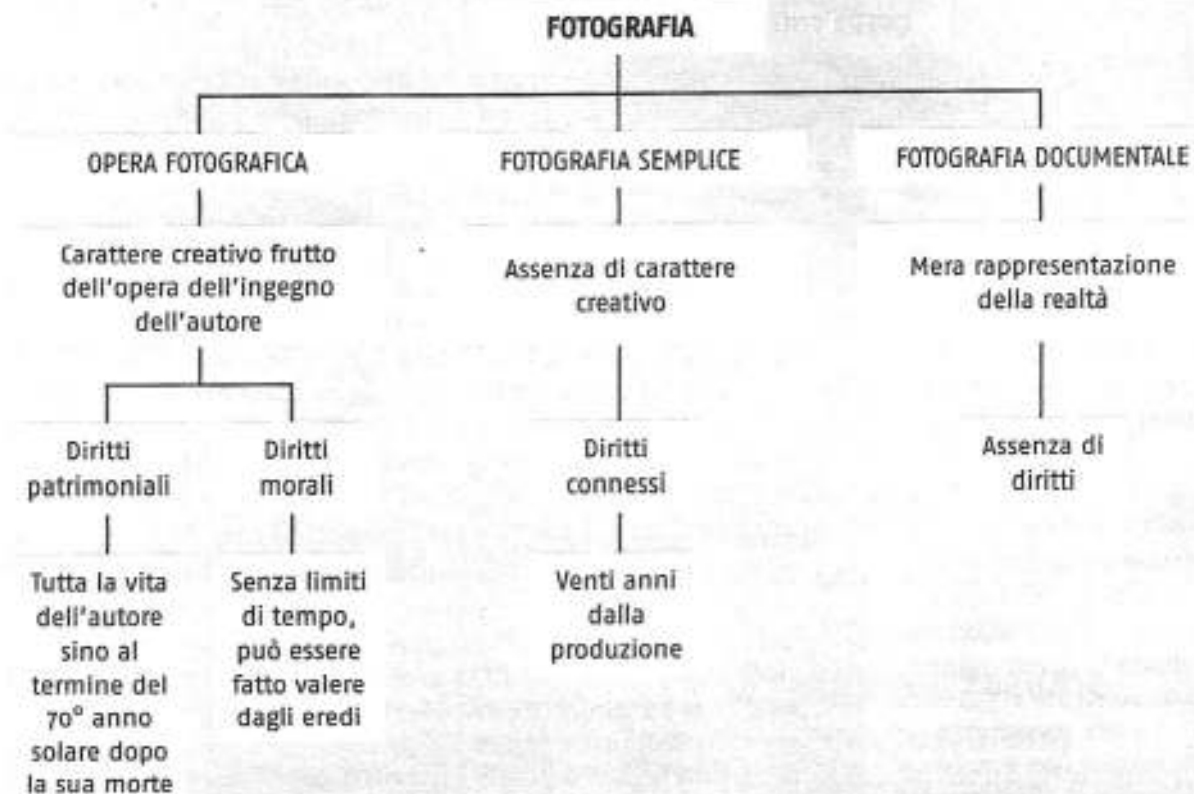 FOTOGRAFIA
OPERA FOTOGRAFICA
Carattere creativo frutto
dell'opera dell'ingegno
dell'autore
Diritti
patrimoniali
Tutta la vita
dell'autore
sino al
termine del
70° anno
solare dopo
la sua morte
Diritti
morali
Senza limiti
di tempo,
può essere
fatto valere
dagli eredi
FOTOGRAFIA SEMPLICE
Assenza di carattere
creativo
Diritti
connessi
Venti anni
dalla
produzione
FOTOGRAFIA DOCUMENTALE
Mera rappresentazione
della realtà
Assenza di
diritti